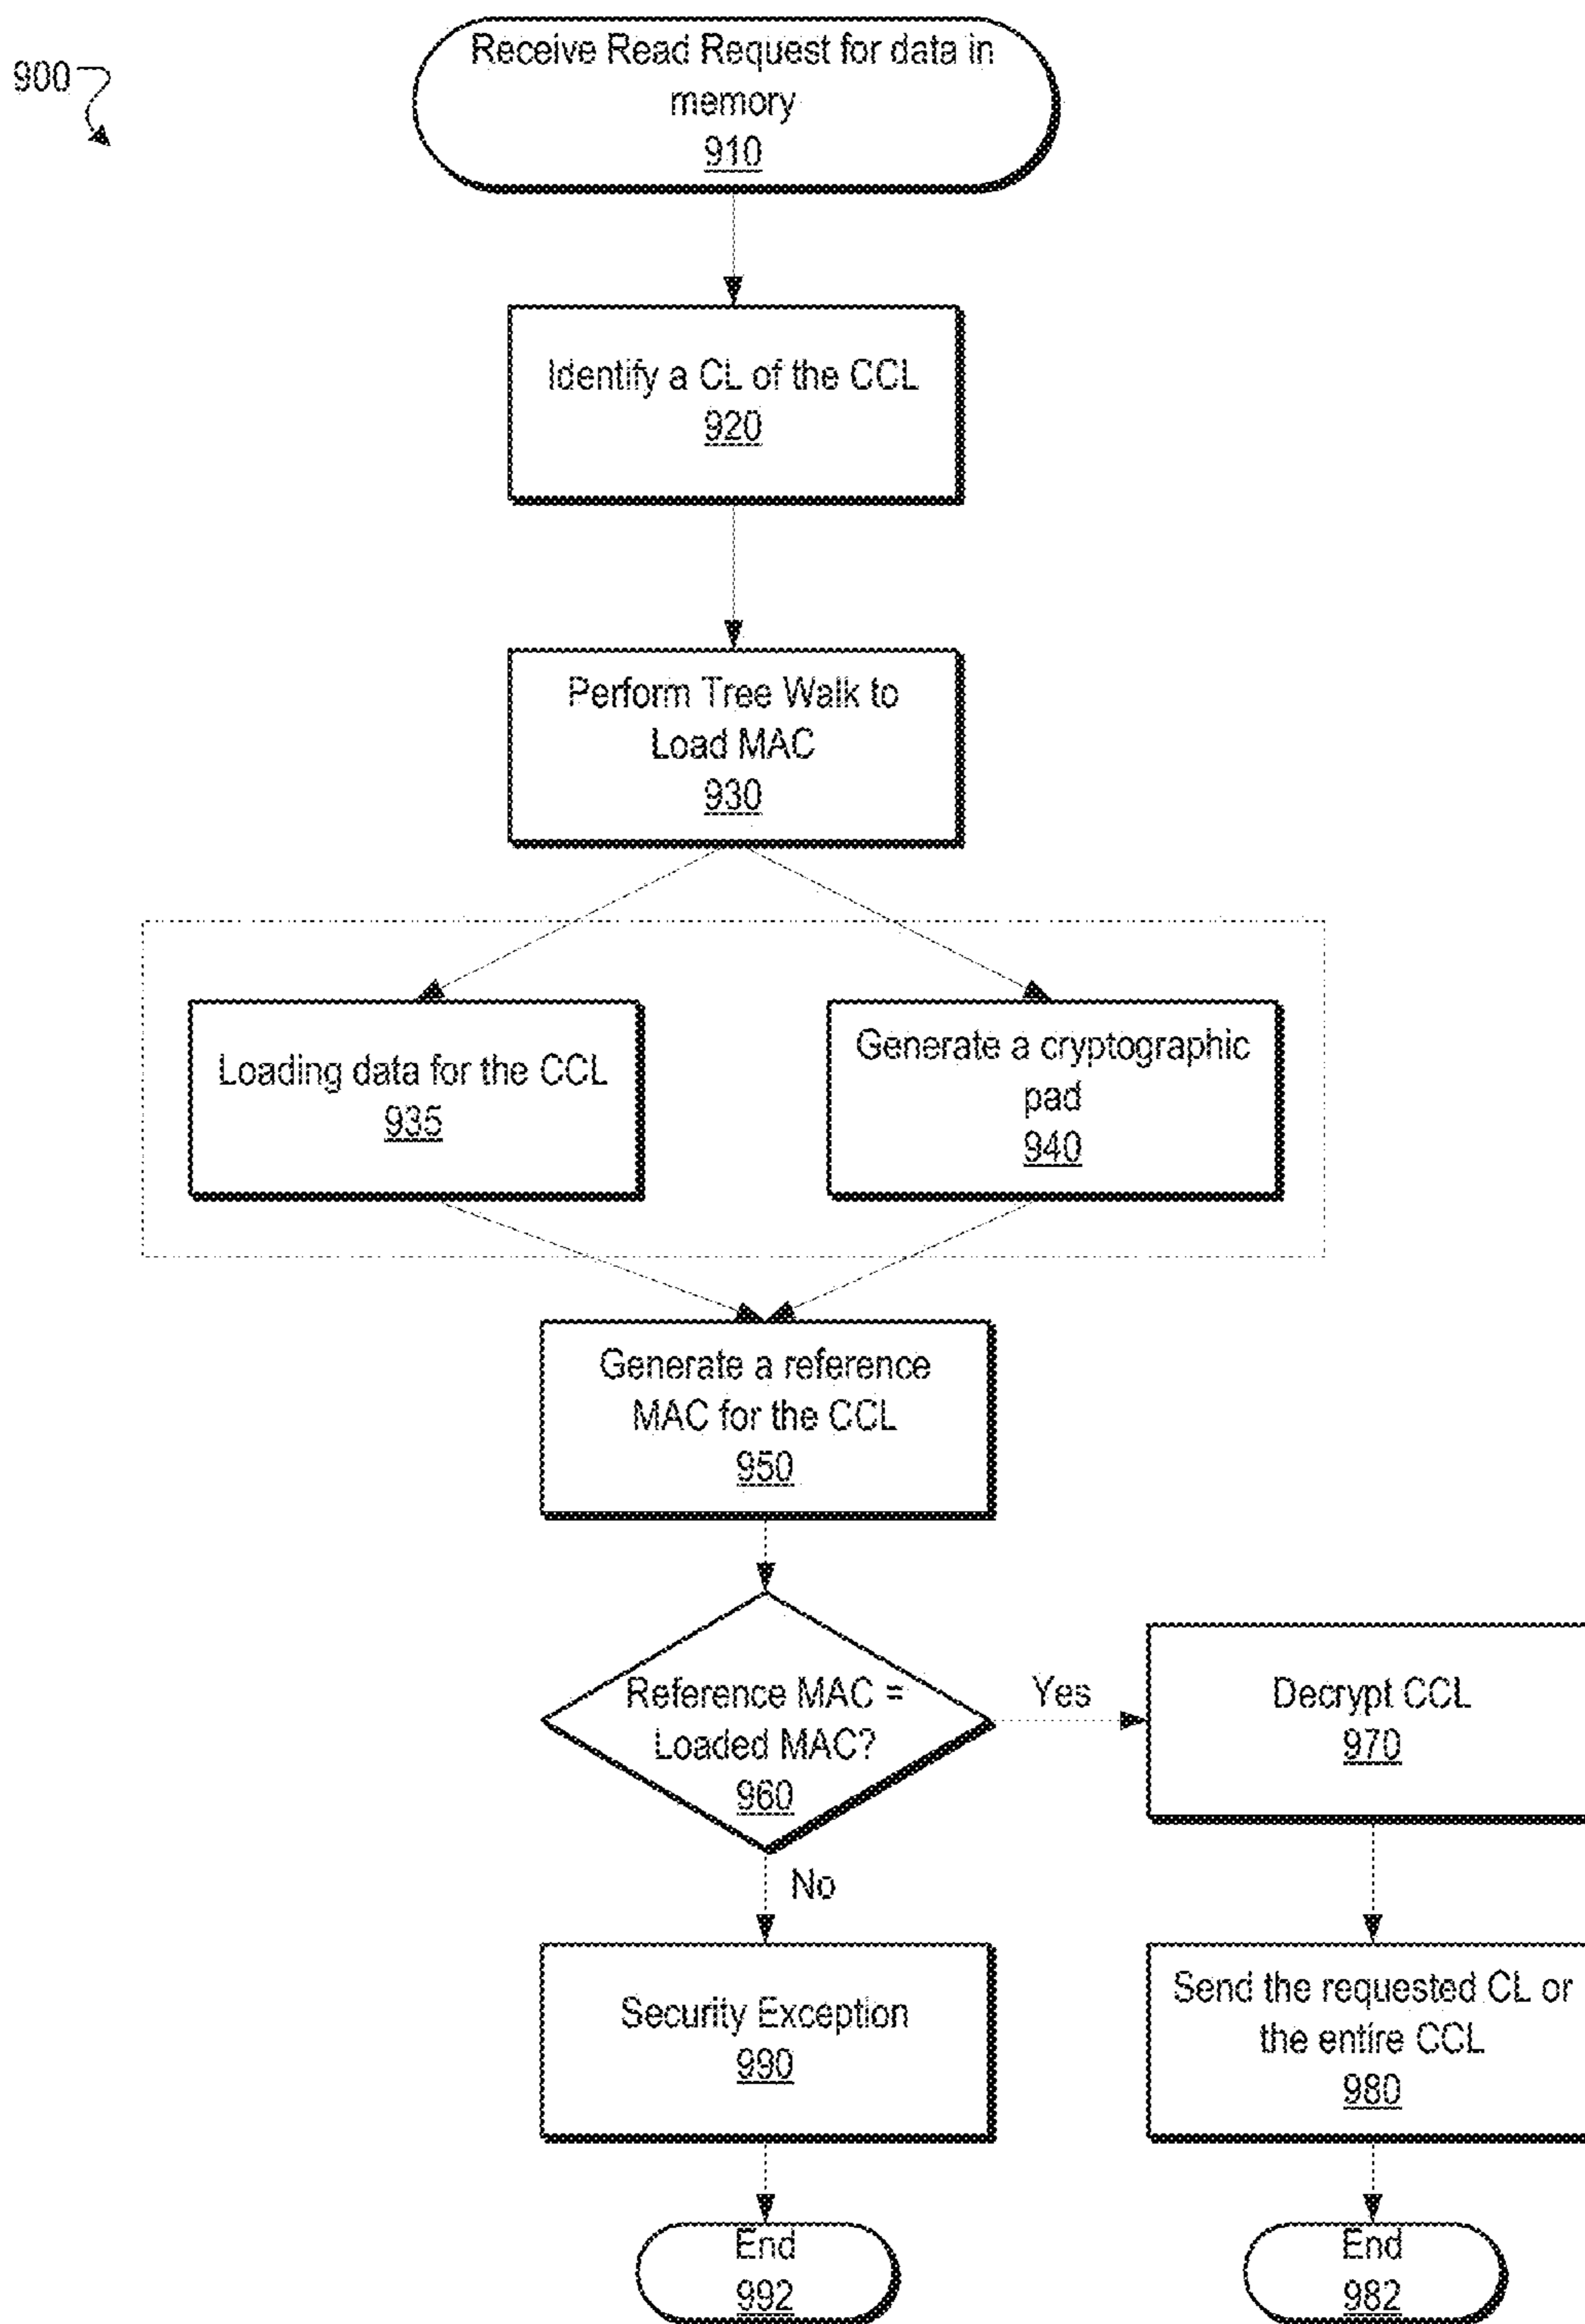 900
Receive Read Request for data in
memory
910
Identify a CL of the CCL
920
Perform Tree Walk to
Load MAC
930
Loading data for the CCL
935
Generate a cryptographic
pad
940
Generate a reference
MAC for the CCL
950
Reference MAC =
Loaded MAC?
960
Yes
Decrypt CCL
970
No
Security Exception
990
Send the requested CL or
the entire CCL
980
End
992
End
982